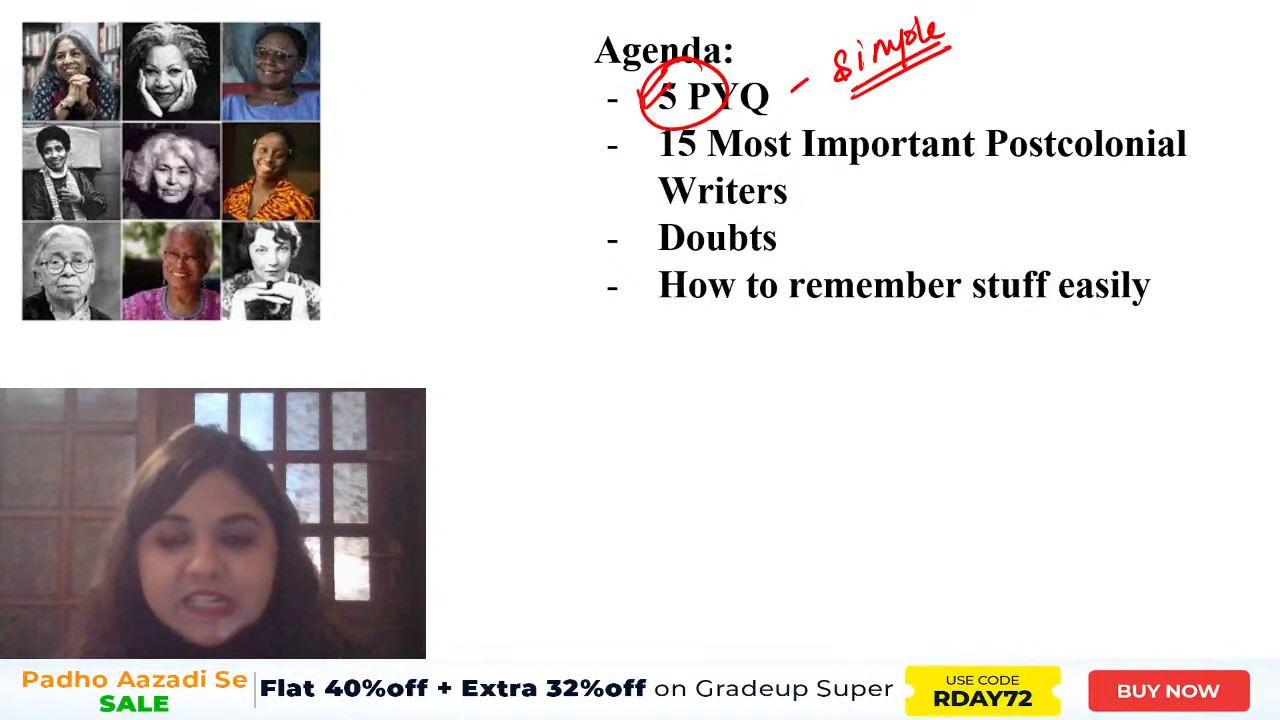 Agenda:
- 5 PYQ - Simple
- 15 Most Important Postcolonial
Writers
- Doubts
- How to remember stuff easily
Padho Aazadi Se
SALE
Flat 40%off + Extra 32%off on Gradeup Super
USE CODE
RDAY72
BUY NOW